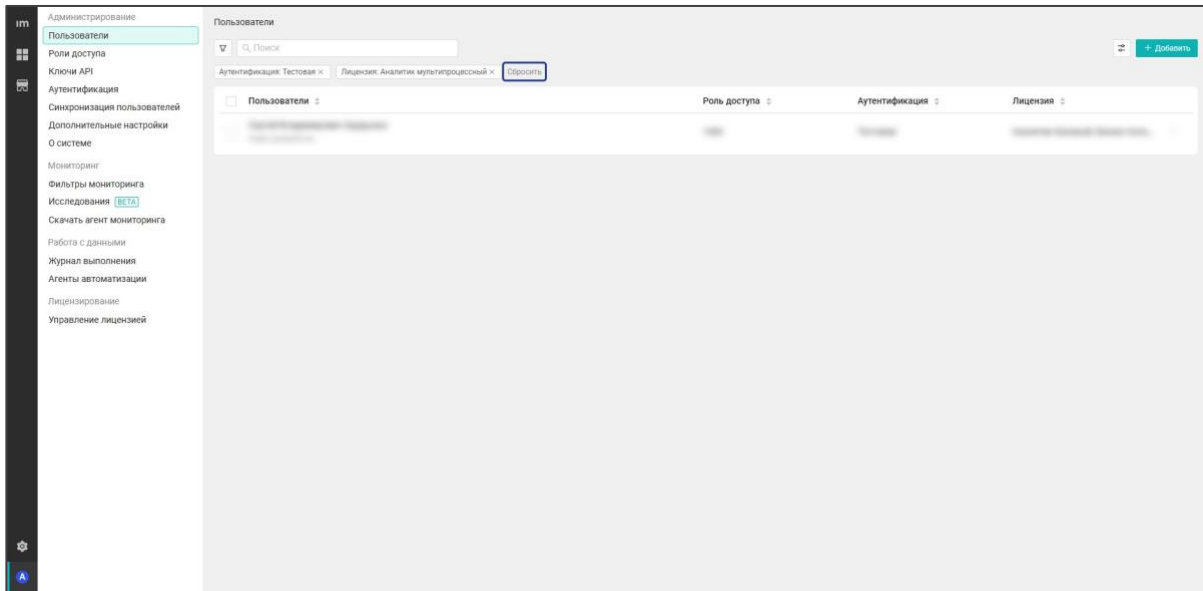 ım
Администрирование
Пользователи
Роли доступа
Ключи API
Аутентификация
Синхронизация пользователей
Дополнительные настройки
О системе
Мониторинг
Фильтры мониторинга
Исследования BETA
Скачать агент мониторинга
Работа с данными
Журнал выполнения
Агенты автоматизации
Лицензирование
Управление лицензией
A
Пользователи
Поиск
+ Добавить
Аутентификация: Тестовая × Лицензия: Аналитик мультипроцессный × Сбросить
Пользователи Роль доступа Аутентификация Лицензия